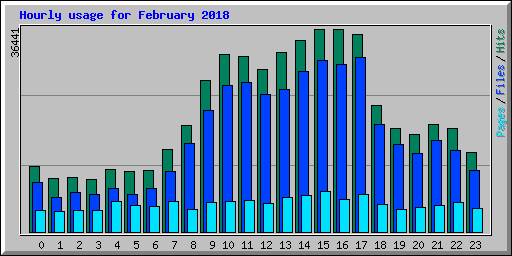 Hourly usage for February 2018
36441
Pages/Files/Hits
0 1 2 3 4 5 6 7 8 9 10 11 12 13 14 15 16 17 18 19 20 21 22 23